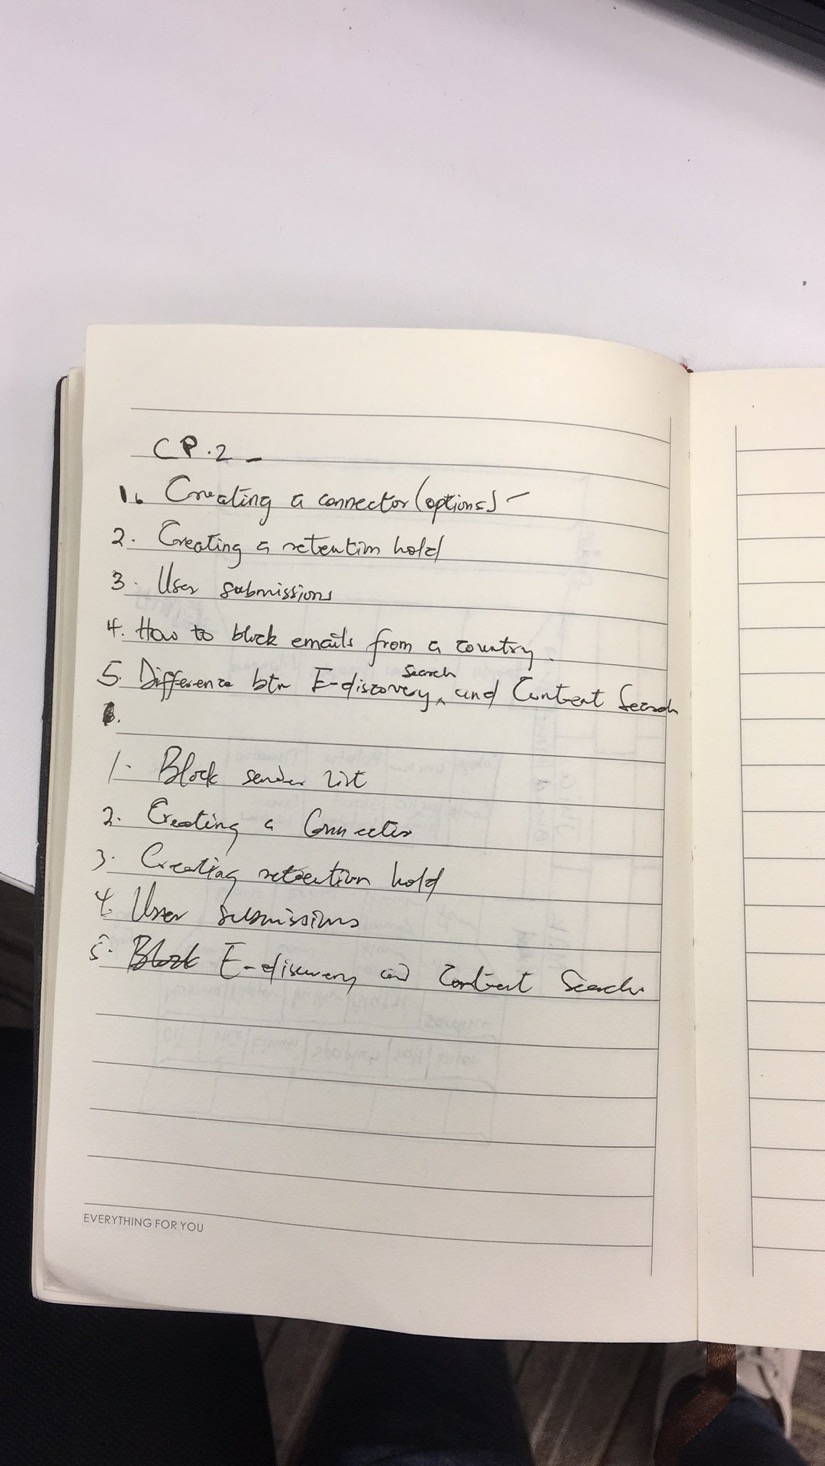 CP.2 -
1. Creating a connector (options) -
2. Creating a retention hold
3. User submissions
4. How to block emails from a country.
5. Difference btn E-discovery Search and Content Search
6.
1. Block sender list
2. Creating a Connector
3. Creating retention hold
4. User submissions
5. Block E-discovery and Content Search
EVERYTHING FOR YOU